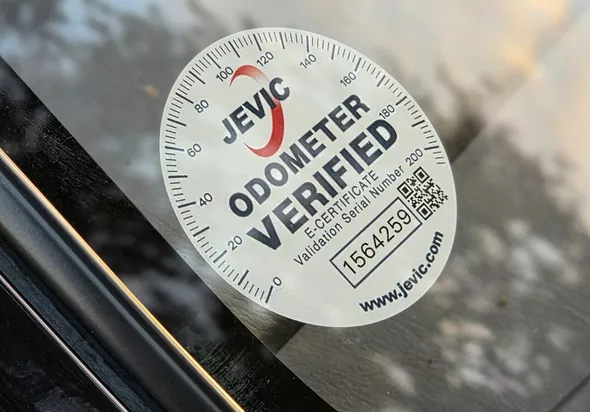 0 20 40 60 80 100 120 140 160 180 200
JEVIC
ODOMETER
VERIFIED
E-CERTIFICATE
Validation Serial Number
1564259
www.jevic.com